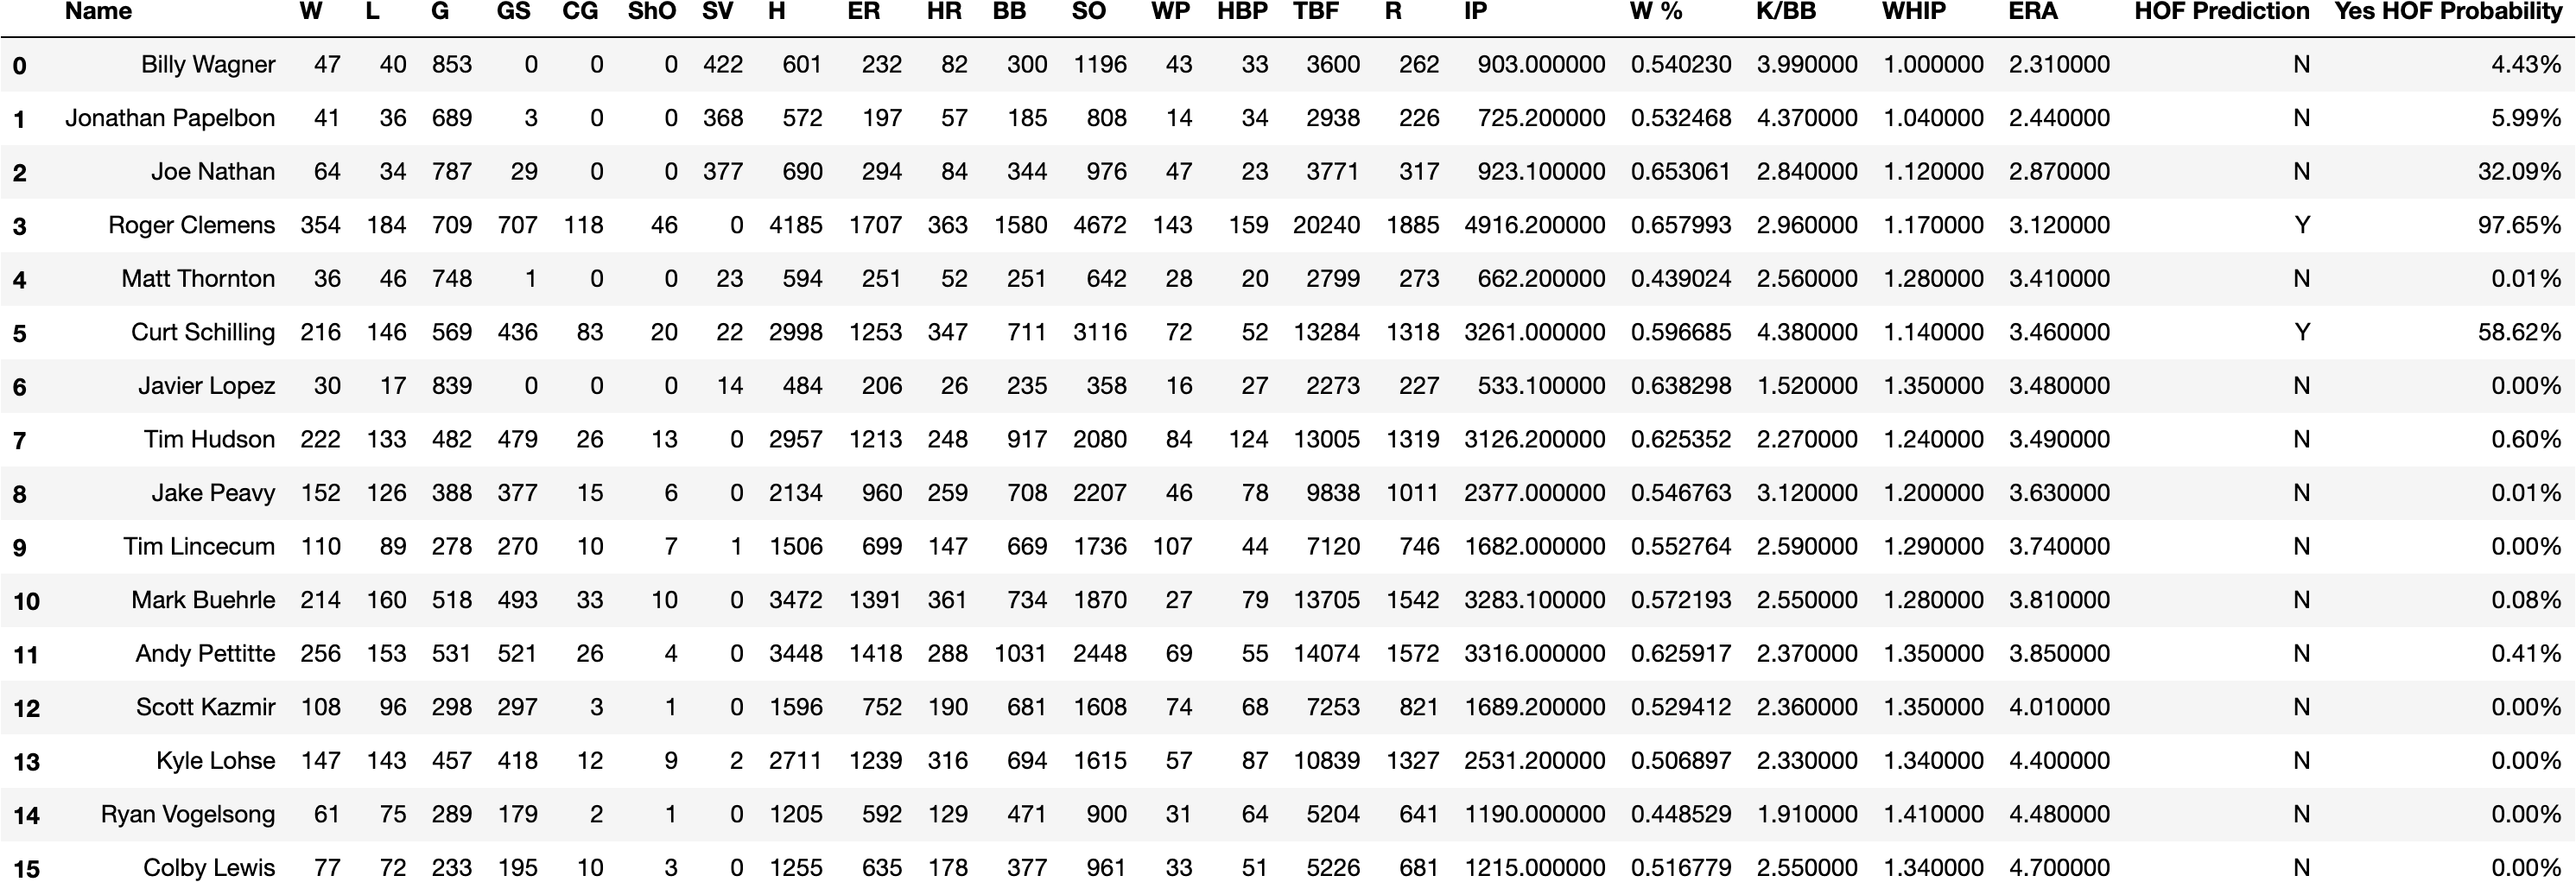 Name W L G GS CG ShO SV H ER HR BB SO WP HBP TBF R IP W % K/BB WHIP ERA HOF Prediction Yes HOF Probability
0 Billy Wagner 47 40 853 0 0 0 422 601 232 82 300 1196 43 33 3600 262 903.000000 0.540230 3.990000 1.000000 2.310000 N 4.43%
1 Jonathan Papelbon 41 36 689 3 0 0 368 572 197 57 185 808 14 34 2938 226 725.200000 0.532468 4.370000 1.040000 2.440000 N 5.99%
2 Joe Nathan 64 34 787 29 0 0 377 690 294 84 344 976 47 23 3771 317 923.100000 0.653061 2.840000 1.120000 2.870000 N 32.09%
3 Roger Clemens 354 184 709 707 118 46 0 4185 1707 363 1580 4672 143 159 20240 1885 4916.200000 0.657993 2.960000 1.170000 3.120000 Y 97.65%
4 Matt Thornton 36 46 748 1 0 0 23 594 251 52 251 642 28 20 2799 273 662.200000 0.439024 2.560000 1.280000 3.410000 N 0.01%
5 Curt Schilling 216 146 569 436 83 20 22 2998 1253 347 711 3116 72 52 13284 1318 3261.000000 0.596685 4.380000 1.140000 3.460000 Y 58.62%
6 Javier Lopez 30 17 839 0 0 0 14 484 206 26 235 358 16 27 2273 227 533.100000 0.638298 1.520000 1.350000 3.480000 N 0.00%
7 Tim Hudson 222 133 482 479 26 13 0 2957 1213 248 917 2080 84 124 13005 1319 3126.200000 0.625352 2.270000 1.240000 3.490000 N 0.60%
8 Jake Peavy 152 126 388 377 15 6 0 2134 960 259 708 2207 46 78 9838 1011 2377.000000 0.546763 3.120000 1.200000 3.630000 N 0.01%
9 Tim Lincecum 110 89 278 270 10 7 1 1506 699 147 669 1736 107 44 7120 746 1682.000000 0.552764 2.590000 1.290000 3.740000 N 0.00%
10 Mark Buehrle 214 160 518 493 33 10 0 3472 1391 361 734 1870 27 79 13705 1542 3283.100000 0.572193 2.550000 1.280000 3.810000 N 0.08%
11 Andy Pettitte 256 153 531 521 26 4 0 3448 1418 288 1031 2448 69 55 14074 1572 3316.000000 0.625917 2.370000 1.350000 3.850000 N 0.41%
12 Scott Kazmir 108 96 298 297 3 1 0 1596 752 190 681 1608 74 68 7253 821 1689.200000 0.529412 2.360000 1.350000 4.010000 N 0.00%
13 Kyle Lohse 147 143 457 418 12 9 2 2711 1239 316 694 1615 57 87 10839 1327 2531.200000 0.506897 2.330000 1.340000 4.400000 N 0.00%
14 Ryan Vogelsong 61 75 289 179 2 1 0 1205 592 129 471 900 31 64 5204 641 1190.000000 0.448529 1.910000 1.410000 4.480000 N 0.00%
15 Colby Lewis 77 72 233 195 10 3 0 1255 635 178 377 961 33 51 5226 681 1215.000000 0.516779 2.550000 1.340000 4.700000 N 0.00%